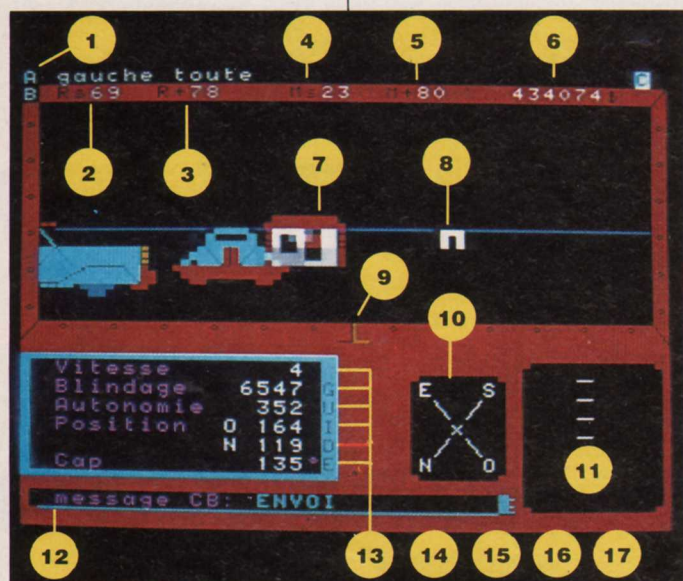 1 4 5 6
A gauche toute C
B R=69 R+78 M=23 M+80 434074
2 3 7 8
9
10
Vitesse 4
Blindage 6547 G
Autonomie 352 U
Position O 164 I
N 119 D
Cap 135° E
E S
N O
11
message CB: ENVOI
12 13 14 15 16 17